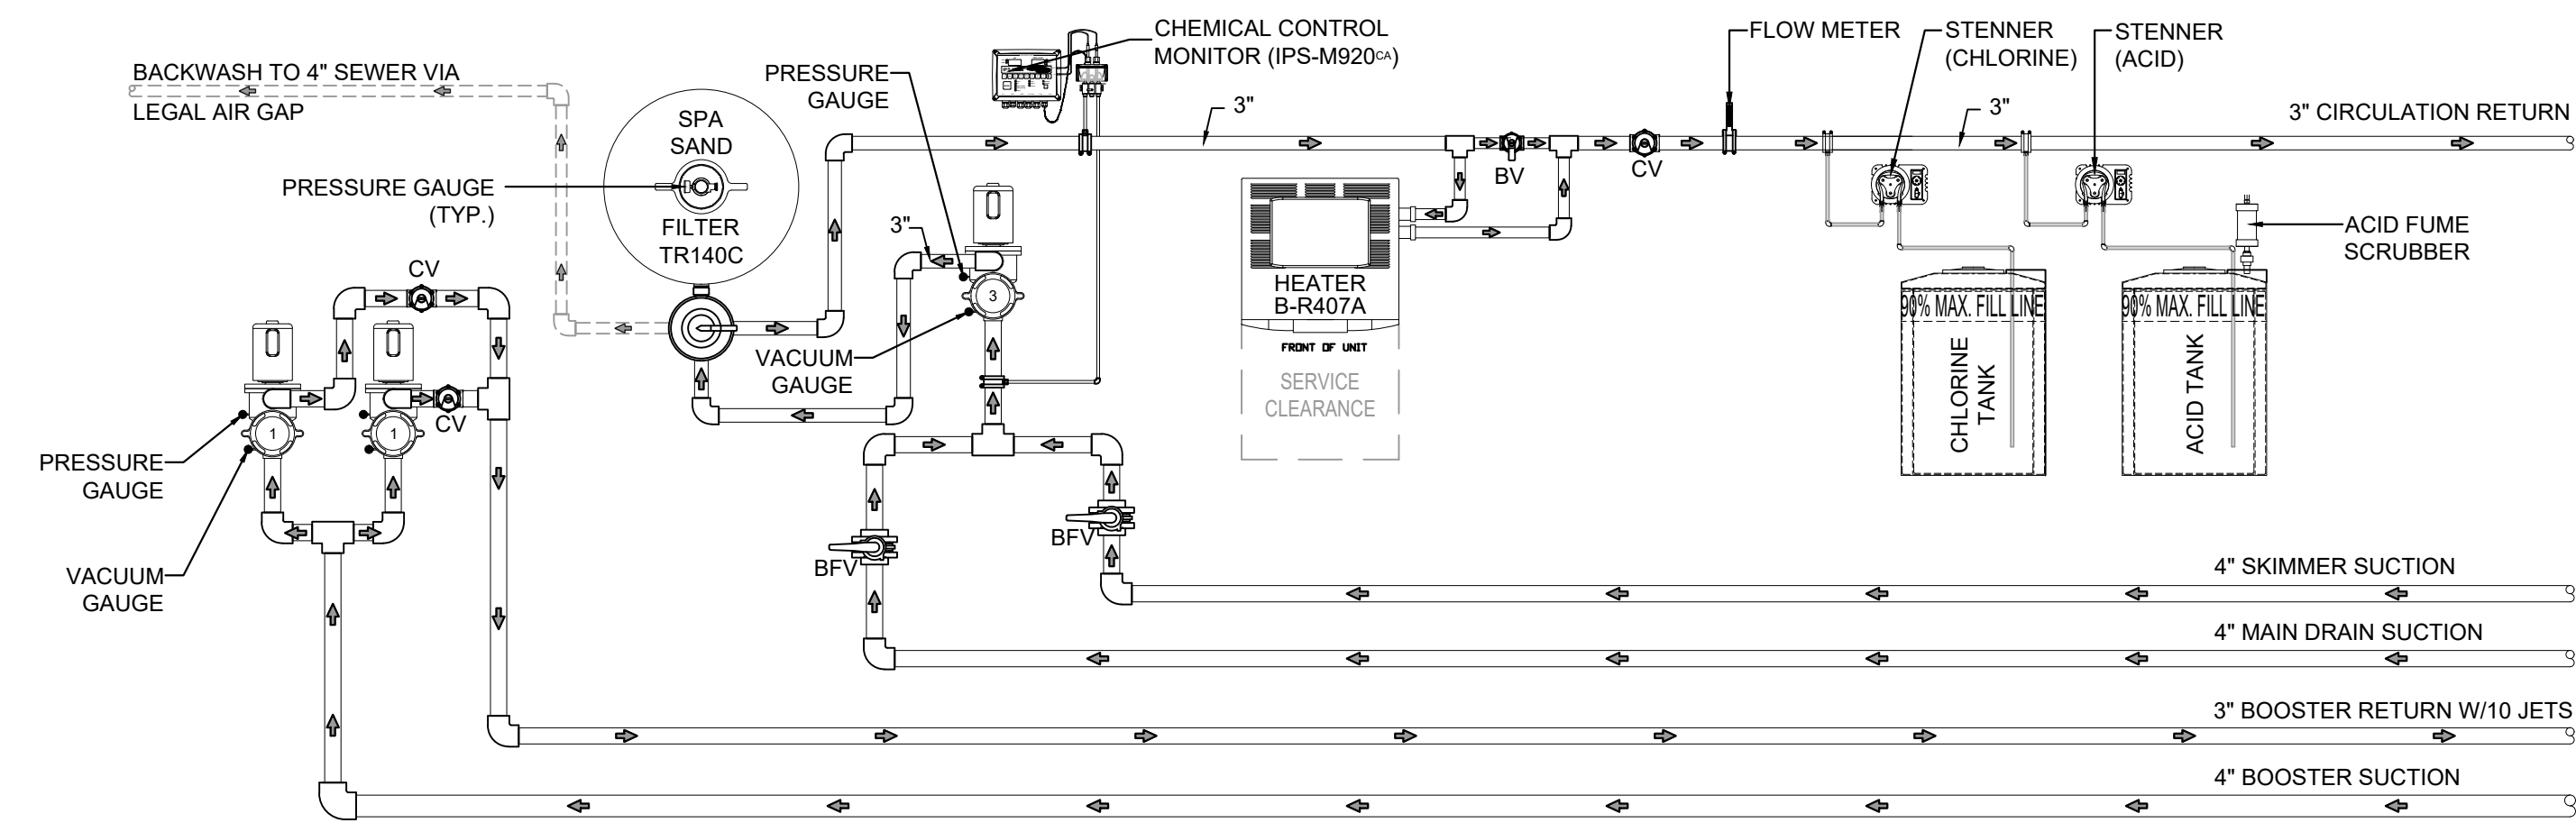 CHEMICAL CONTROL
MONITOR (IPS-M920CA)
FLOW METER
STENNER
(CHLORINE)
STENNER
(ACID)
BACKWASH TO 4" SEWER VIA
LEGAL AIR GAP
PRESSURE
GAUGE
3"
3"
3" CIRCULATION RETURN
SPA
SAND
FILTER
TR140C
PRESSURE GAUGE
(TYP.)
BV
CV
3"
ACID FUME
SCRUBBER
CV
3
HEATER
B-R407A
FRONT OF UNIT
SERVICE
CLEARANCE
90% MAX. FILL LINE
CHLORINE
TANK
90% MAX. FILL LINE
ACID TANK
VACUUM
GAUGE
CV
1
1
PRESSURE
GAUGE
VACUUM
GAUGE
BFV
BFV
4" SKIMMER SUCTION
4" MAIN DRAIN SUCTION
3" BOOSTER RETURN W/10 JETS
4" BOOSTER SUCTION